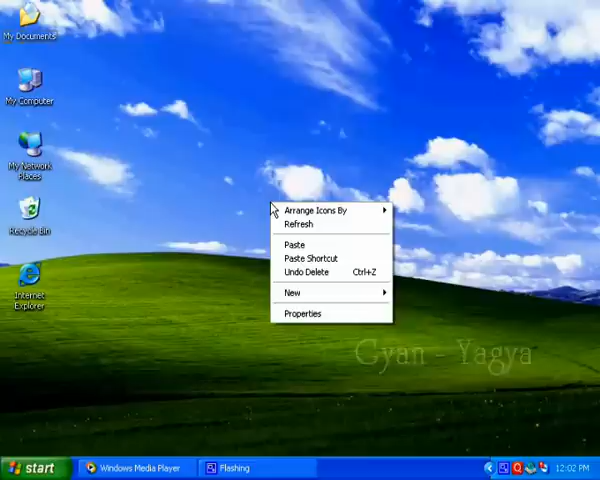 My Documents
My Computer
My Network
Places
Recycle Bin
Internet
Explorer
Arrange Icons By
Refresh
Paste
Paste Shortcut
Undo Delete Ctrl+Z
New
Properties
Gyan - Yagya
start
Windows Media Player
Flashing
12:02 PM